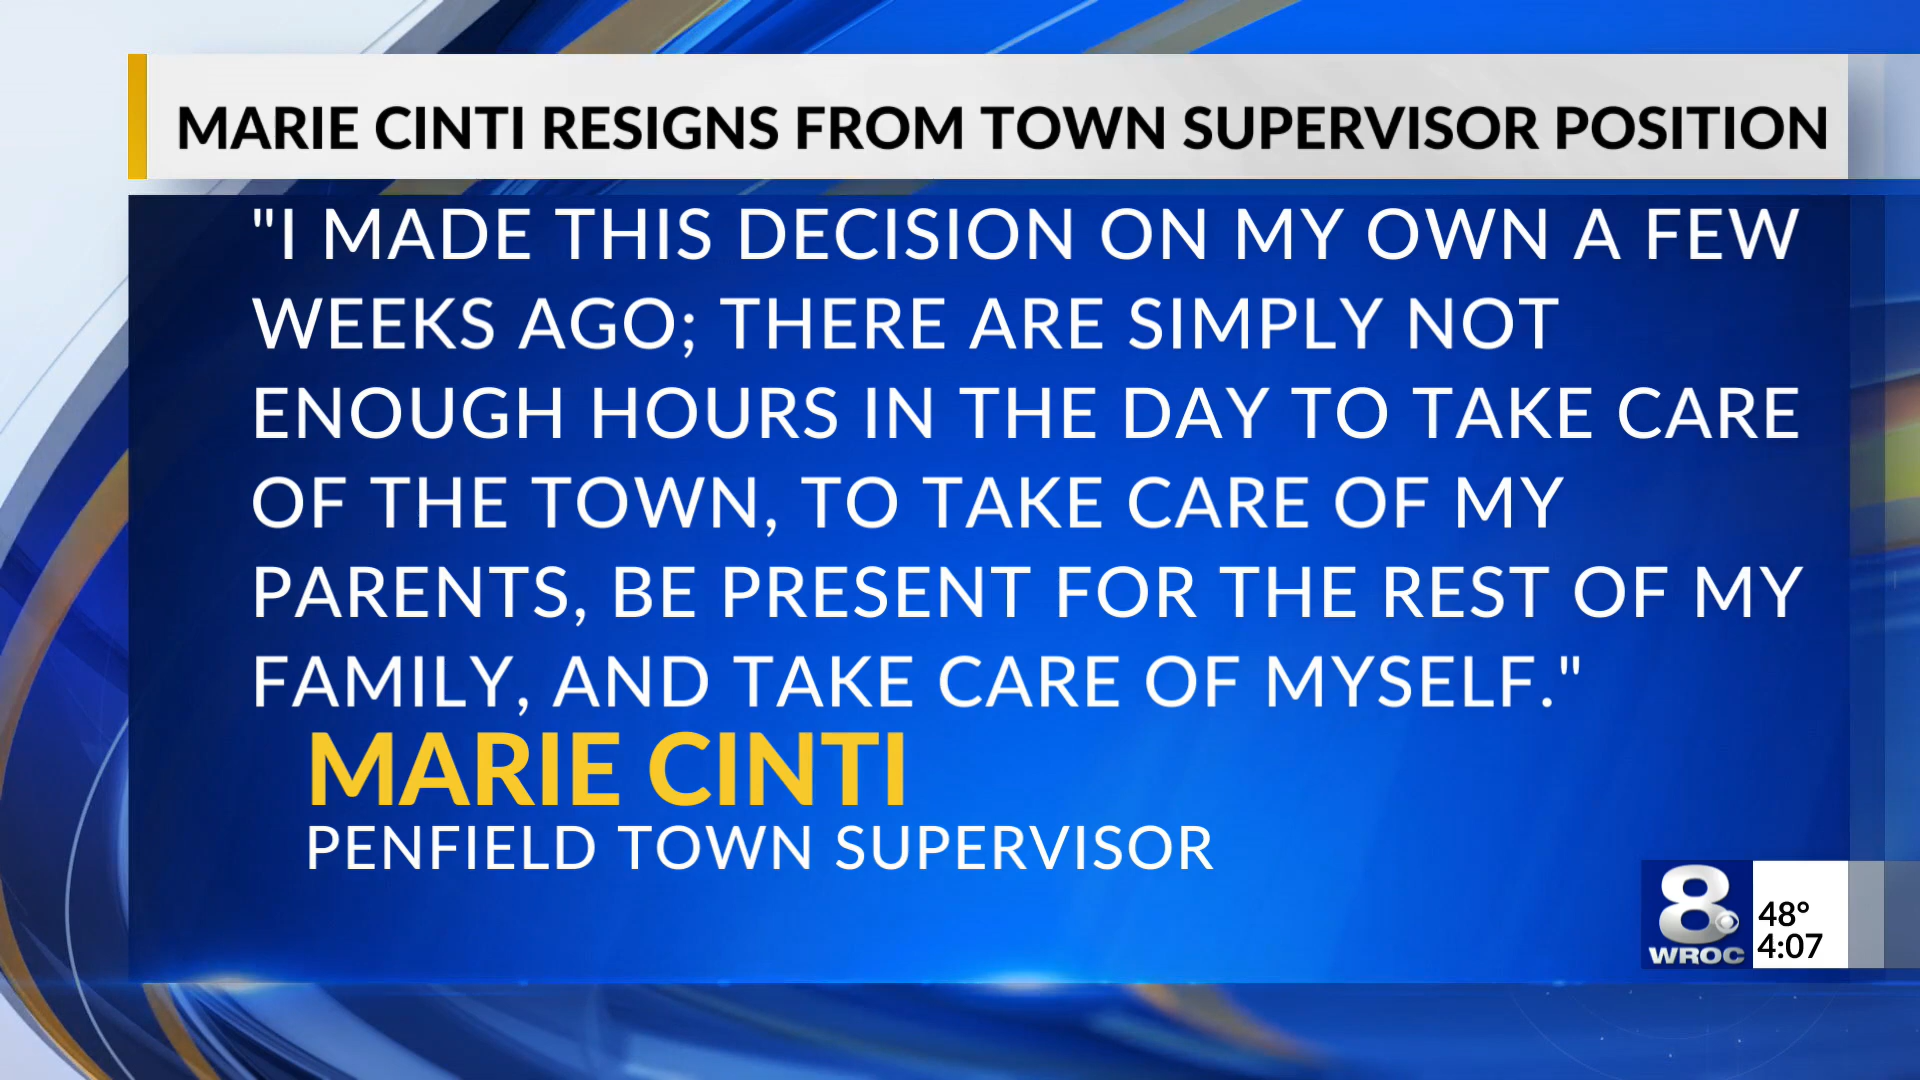 MARIE CINTI RESIGNS FROM TOWN SUPERVISOR POSITION
"I MADE THIS DECISION ON MY OWN A FEW
WEEKS AGO; THERE ARE SIMPLY NOT
ENOUGH HOURS IN THE DAY TO TAKE CARE
OF THE TOWN, TO TAKE CARE OF MY
PARENTS, BE PRESENT FOR THE REST OF MY
FAMILY, AND TAKE CARE OF MYSELF."
MARIE CINTI
PENFIELD TOWN SUPERVISOR
8
WROC
48°
4:07